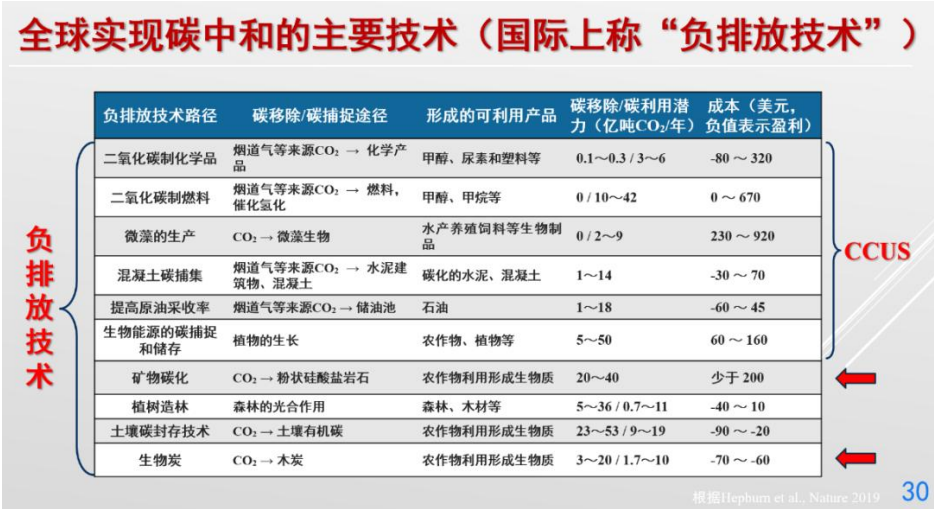 全球实现碳中和的主要技术（国际上称“负排放技术”）
负排放技术路径 碳移除/碳捕捉途径 形成的可利用产品 碳移除/碳利用潜力（亿吨CO₂/年） 成本（美元，负值表示盈利）
二氧化碳制化学品 烟道气等来源CO₂ → 化学产品 甲醇、尿素和塑料等 0.1～0.3 / 3～6 -80 ～ 320
二氧化碳制燃料 烟道气等来源CO₂ → 燃料，催化氢化 甲醇、甲烷等 0 / 10～42 0 ～ 670
微藻的生产 CO₂ → 微藻生物 水产养殖饲料等生物制品 0 / 2～9 230 ～ 920
混凝土碳捕集 烟道气等来源CO₂ → 水泥建筑物、混凝土 碳化的水泥、混凝土 1～14 -30 ～ 70
提高原油采收率 烟道气等来源CO₂ → 储油池 石油 1～18 -60 ～ 45
生物能源的碳捕捉和储存 植物的生长 农作物、植物等 5～50 60 ～ 160
矿物碳化 CO₂ → 粉状硅酸盐岩石 农作物利用形成生物质 20～40 少于 200
植树造林 森林的光合作用 森林、木材等 5～36 / 0.7～11 -40 ～ 10
土壤碳封存技术 CO₂ → 土壤有机碳 农作物利用形成生物质 23～53 / 9～19 -90 ～ -20
生物炭 CO₂ → 木炭 农作物利用形成生物质 3～20 / 1.7～10 -70 ～ -60
负排放技术
CCUS
根据Hepburn et al., Nature 2019
30